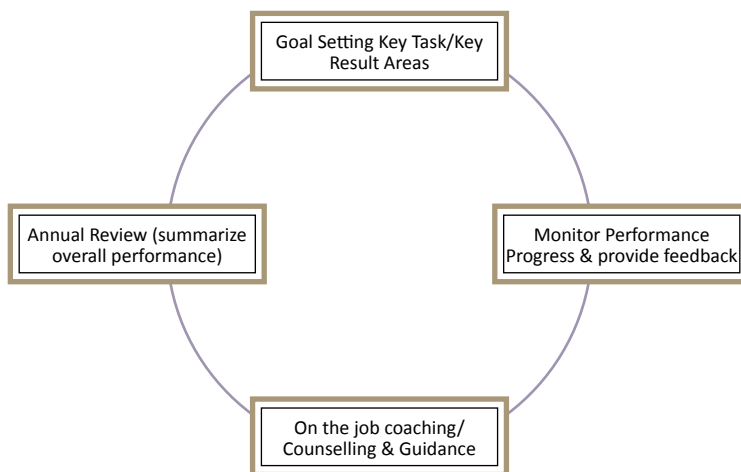 Goal Setting Key Task/Key
Result Areas
Annual Review (summarize
overall performance)
Monitor Performance
Progress & provide feedback
On the job coaching/
Counselling & Guidance